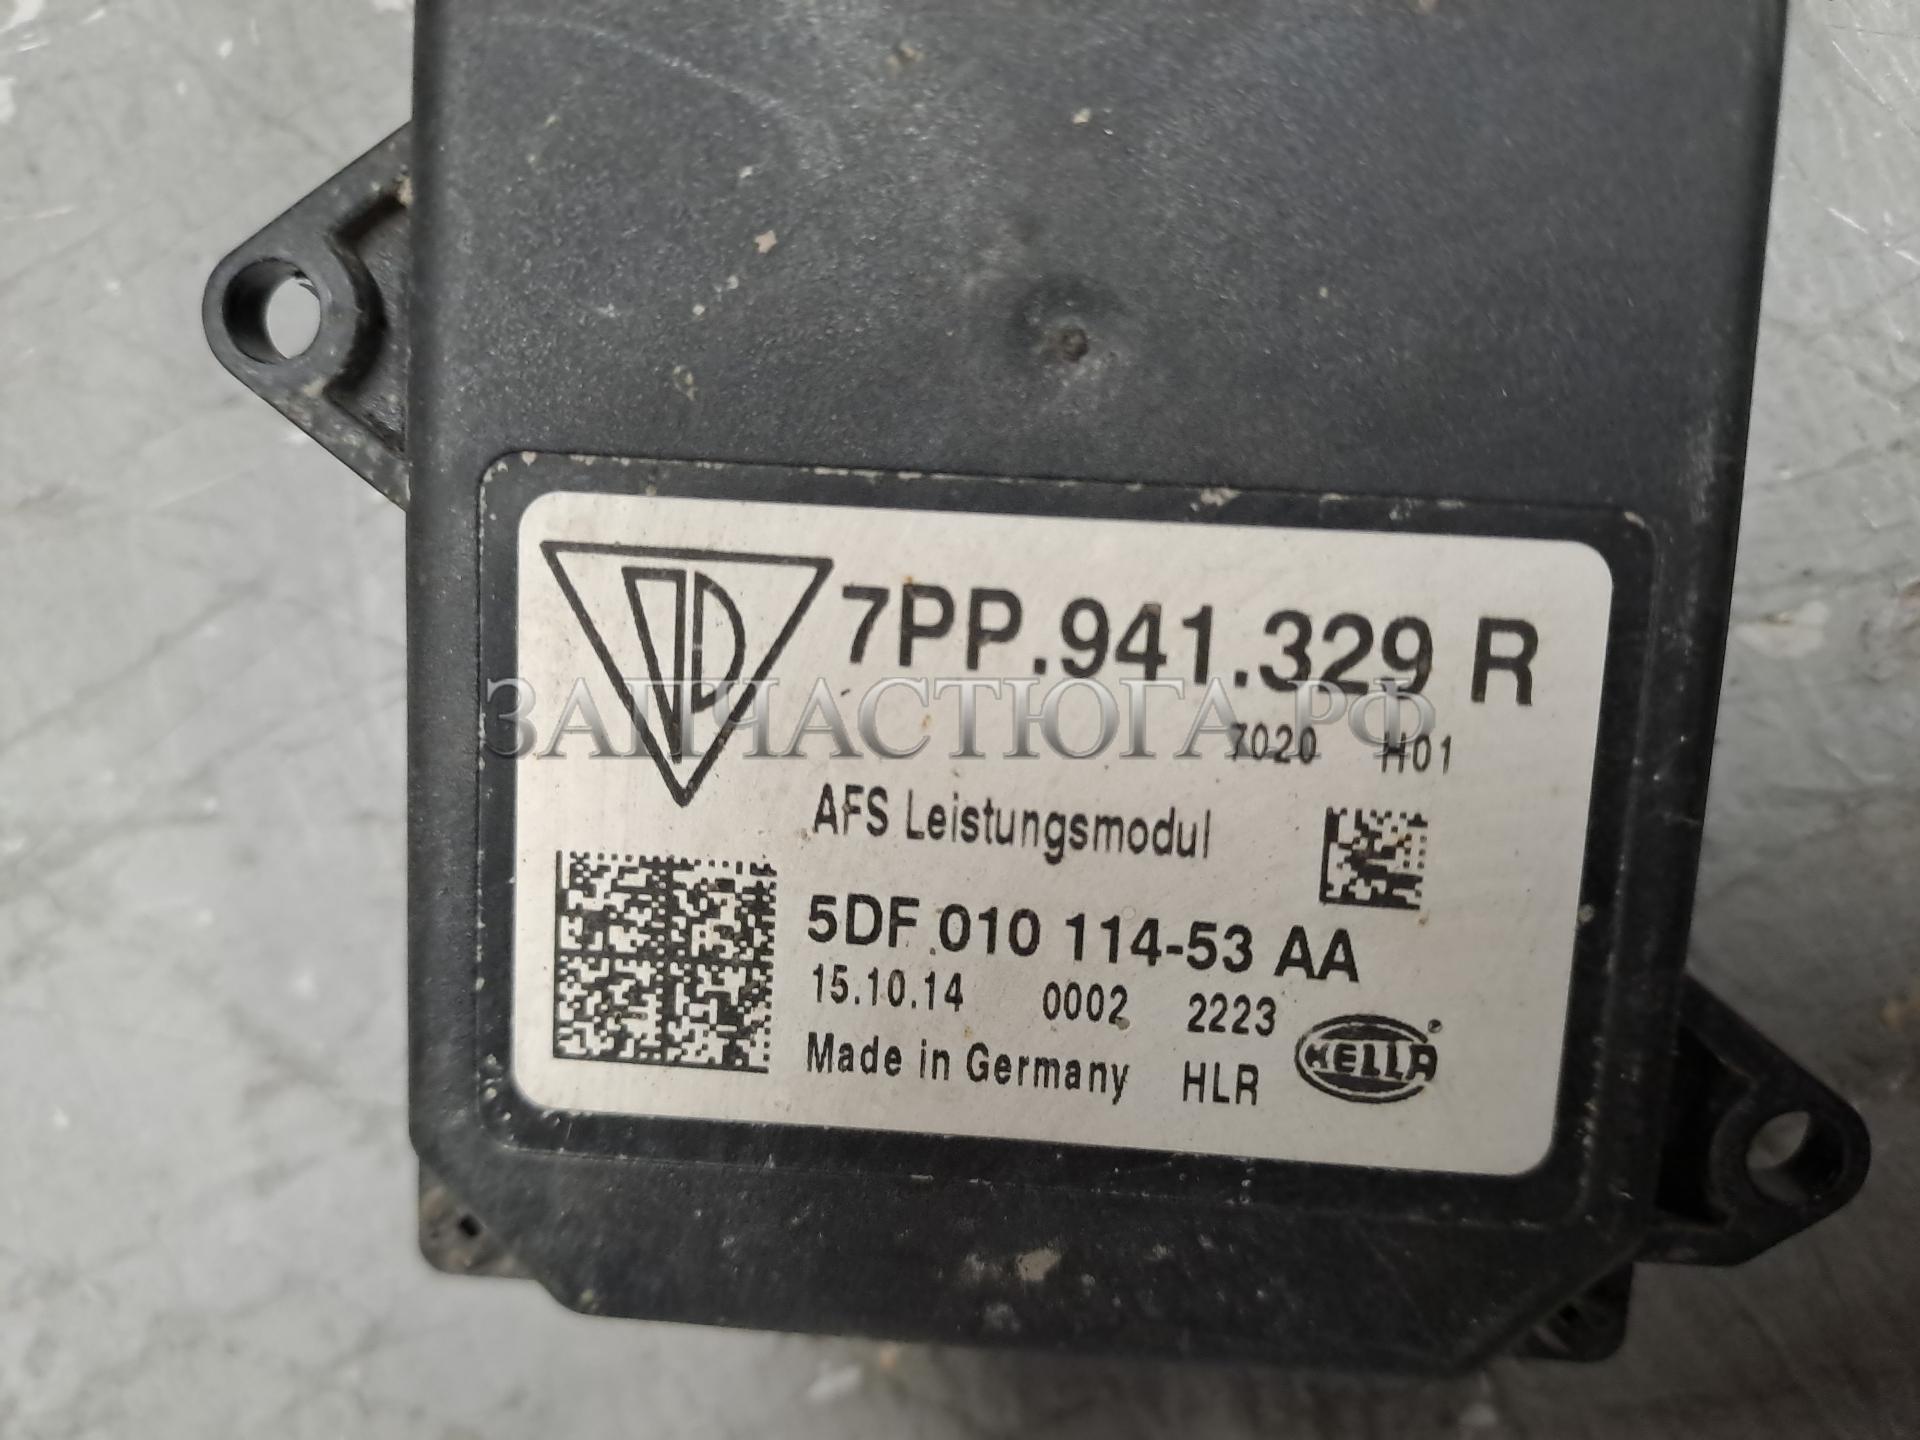 7PP.941.329 R
ЗАПЧАСТЮГА.РФ
7020 H01
AFS Leistungsmodul
5DF 010 114-53 AA
15.10.14 0002 2223
Made in Germany HLR
HELLA